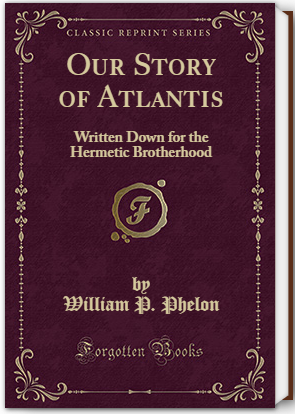 CLASSIC REPRINT SERIES
OUR STORY
OF ATLANTIS
Written Down for the
Hermetic Brotherhood
F
by
William P. Phelon
Forgotten Books